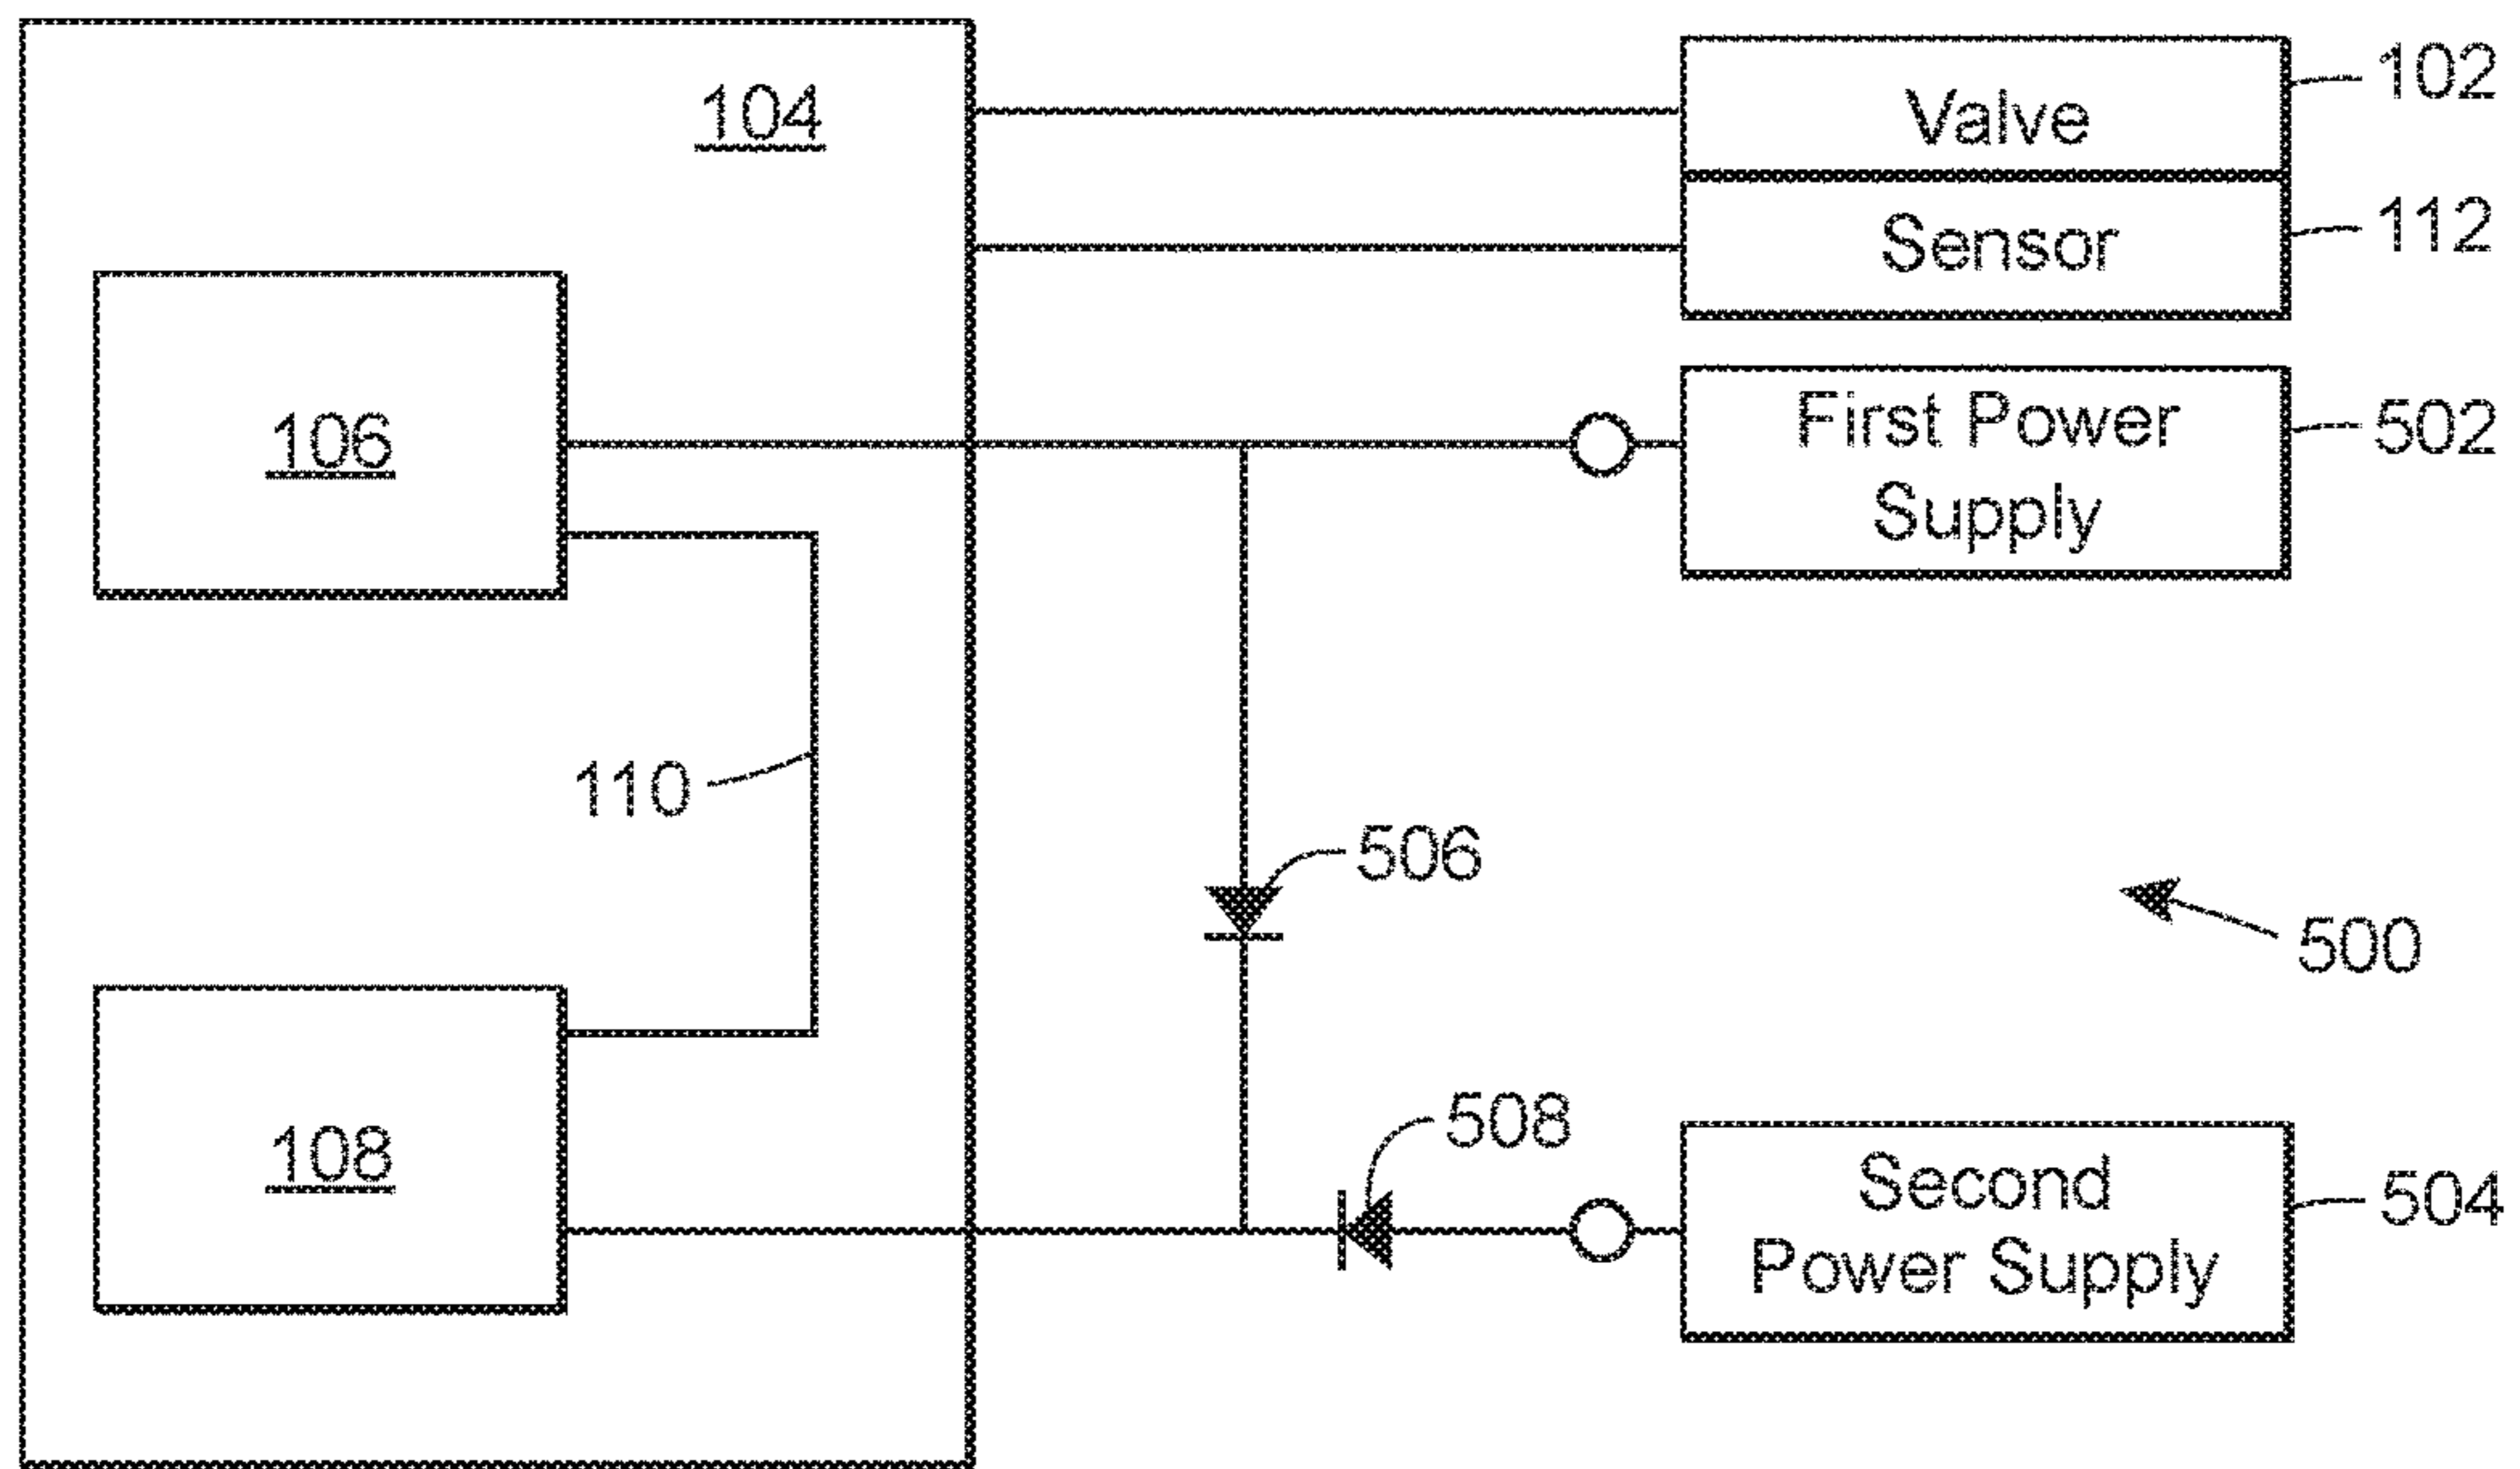 104
Valve
102
Sensor
112
106
First Power
Supply
502
110
506
500
108
508
Second
Power Supply
504